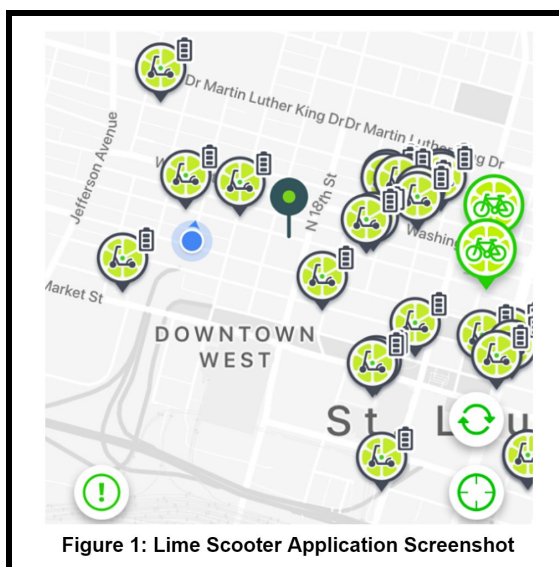 Dr Martin Luther King Dr
Dr Martin Luther King Dr
Jefferson Avenue
N 18th St
Market St
DOWNTOWN
WEST
St
Figure 1: Lime Scooter Application Screenshot